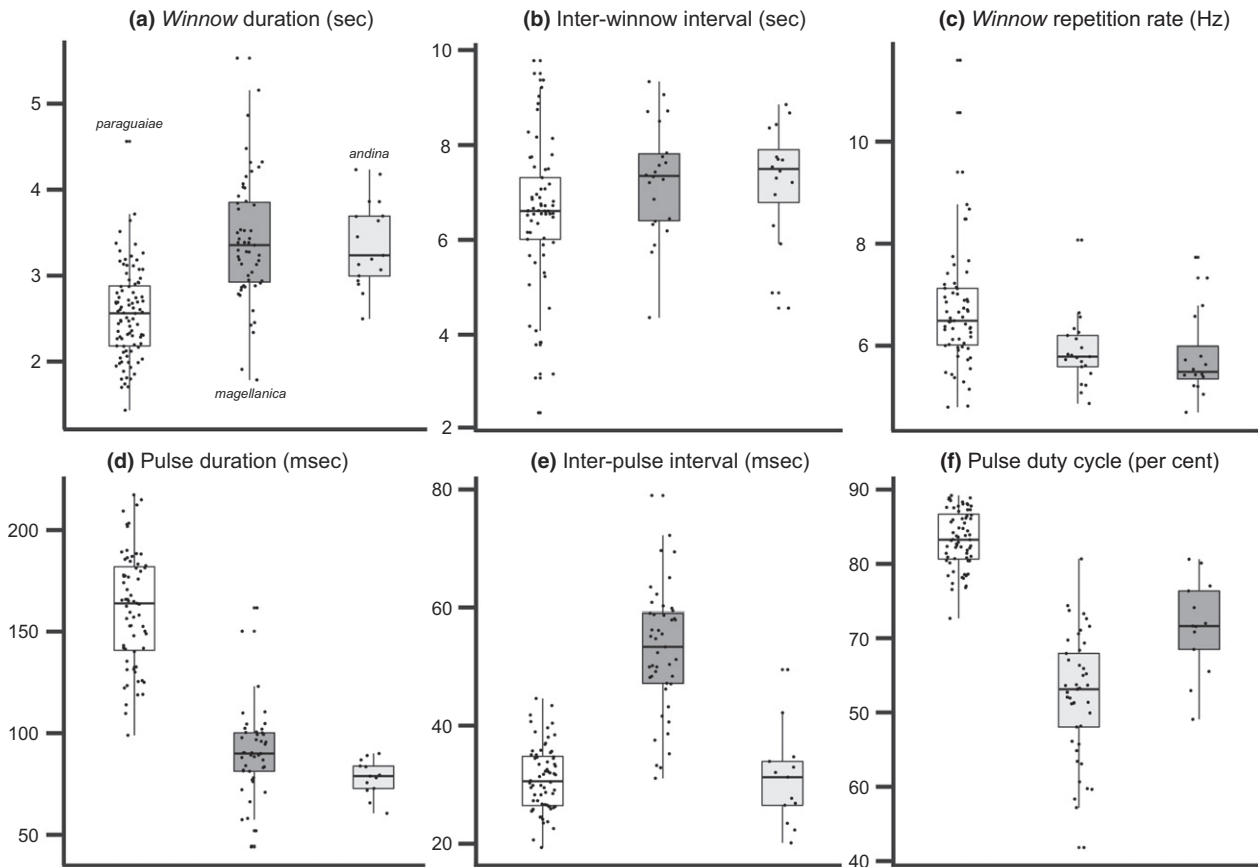 (a) Winnow duration (sec)
5
4
3
2
paraguaiae
magellanica
andina
(b) Inter-winnow interval (sec)
10
8
6
4
2
(c) Winnow repetition rate (Hz)
10
8
6
(d) Pulse duration (msec)
200
150
100
50
(e) Inter-pulse interval (msec)
80
60
40
20
(f) Pulse duty cycle (per cent)
90
80
70
50
60
40